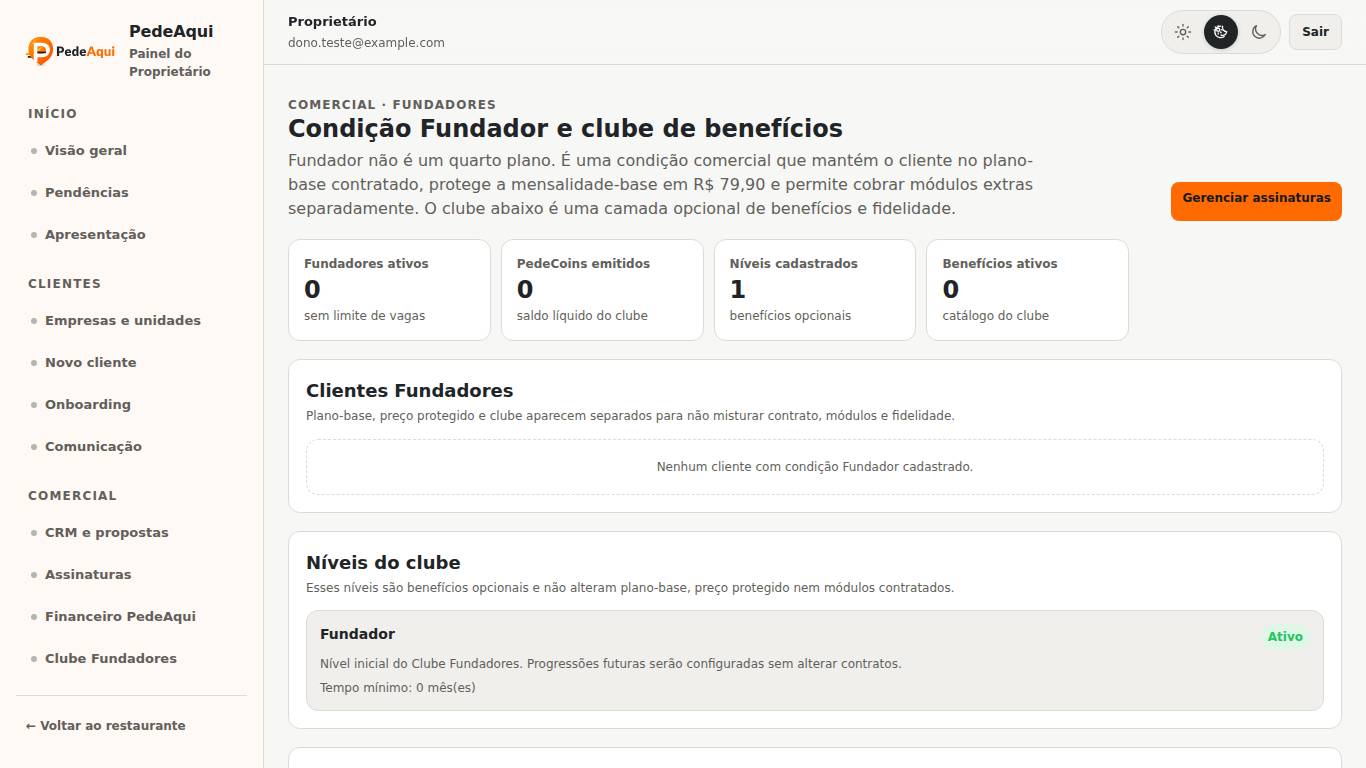 PedeAqui
PedeAqui
Painel do
Proprietário
INÍCIO
Visão geral
Pendências
Apresentação
CLIENTES
Empresas e unidades
Novo cliente
Onboarding
Comunicação
COMERCIAL
CRM e propostas
Assinaturas
Financeiro PedeAqui
Clube Fundadores
← Voltar ao restaurante
Proprietário
dono.teste@example.com
Sair
COMERCIAL · FUNDADORES
Condição Fundador e clube de benefícios
Fundador não é um quarto plano. É uma condição comercial que mantém o cliente no plano-
base contratado, protege a mensalidade-base em R$ 79,90 e permite cobrar módulos extras
separadamente. O clube abaixo é uma camada opcional de benefícios e fidelidade.
Gerenciar assinaturas
Fundadores ativos
0
sem limite de vagas
PedeCoins emitidos
0
saldo líquido do clube
Níveis cadastrados
1
benefícios opcionais
Benefícios ativos
0
catálogo do clube
Clientes Fundadores
Plano-base, preço protegido e clube aparecem separados para não misturar contrato, módulos e fidelidade.
Nenhum cliente com condição Fundador cadastrado.
Níveis do clube
Esses níveis são benefícios opcionais e não alteram plano-base, preço protegido nem módulos contratados.
Fundador
Ativo
Nível inicial do Clube Fundadores. Progressões futuras serão configuradas sem alterar contratos.
Tempo mínimo: 0 mês(es)